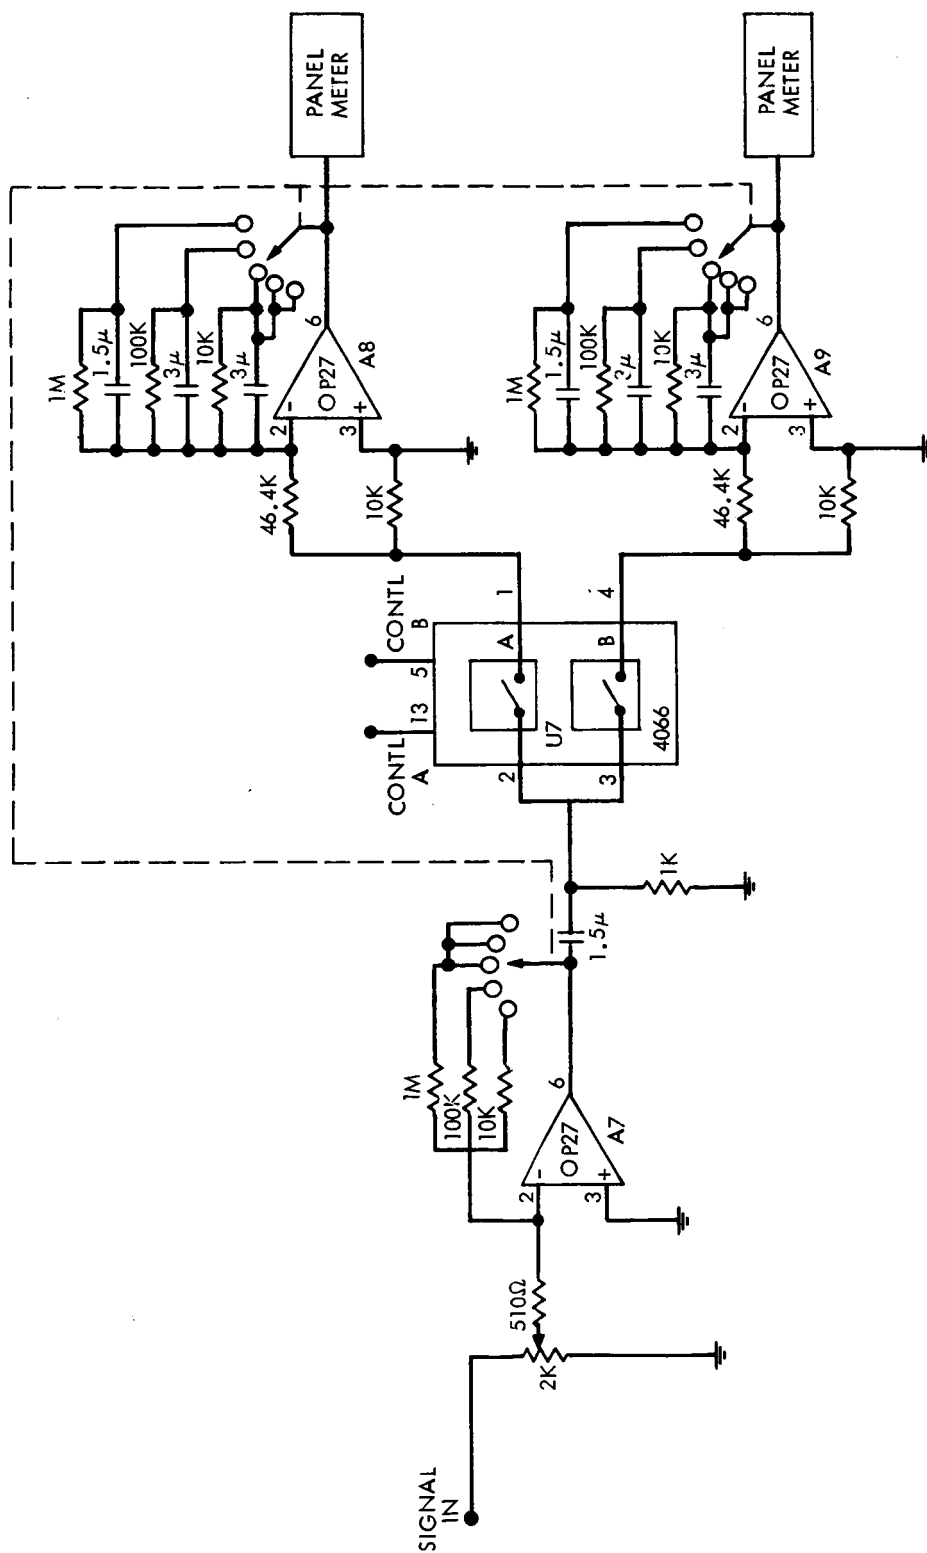 SIGNAL
IN
2K
510Ω
2
3
-
+
OP27
A7
6
1M
100K
10K
1.5μ
1K
CONTL
A
13
5
CONTL
B
2
3
U7
4066
A
B
1
4
46.4K
10K
2
3
-
+
OP27
A8
6
1M
1.5μ
100K
3μ
10K
3μ
PANEL
METER
46.4K
10K
2
3
-
+
OP27
A9
6
1M
1.5μ
100K
3μ
10K
3μ
PANEL
METER